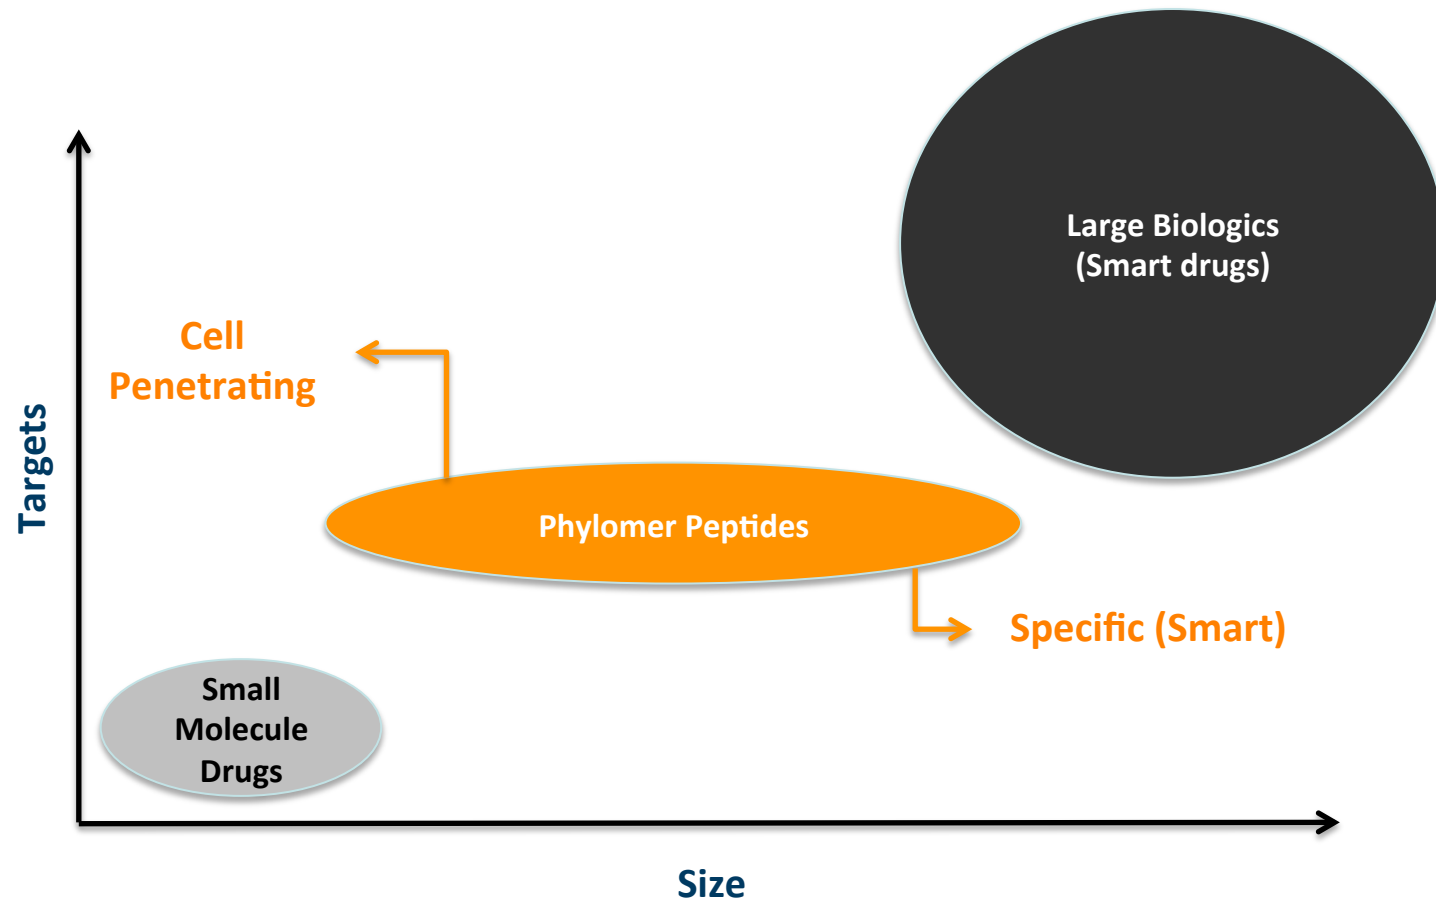 Large Biologics
(Smart drugs)
Cell
Penetrating
Targets
Phylomer Peptides
Specific (Smart)
Small
Molecule
Drugs
Size